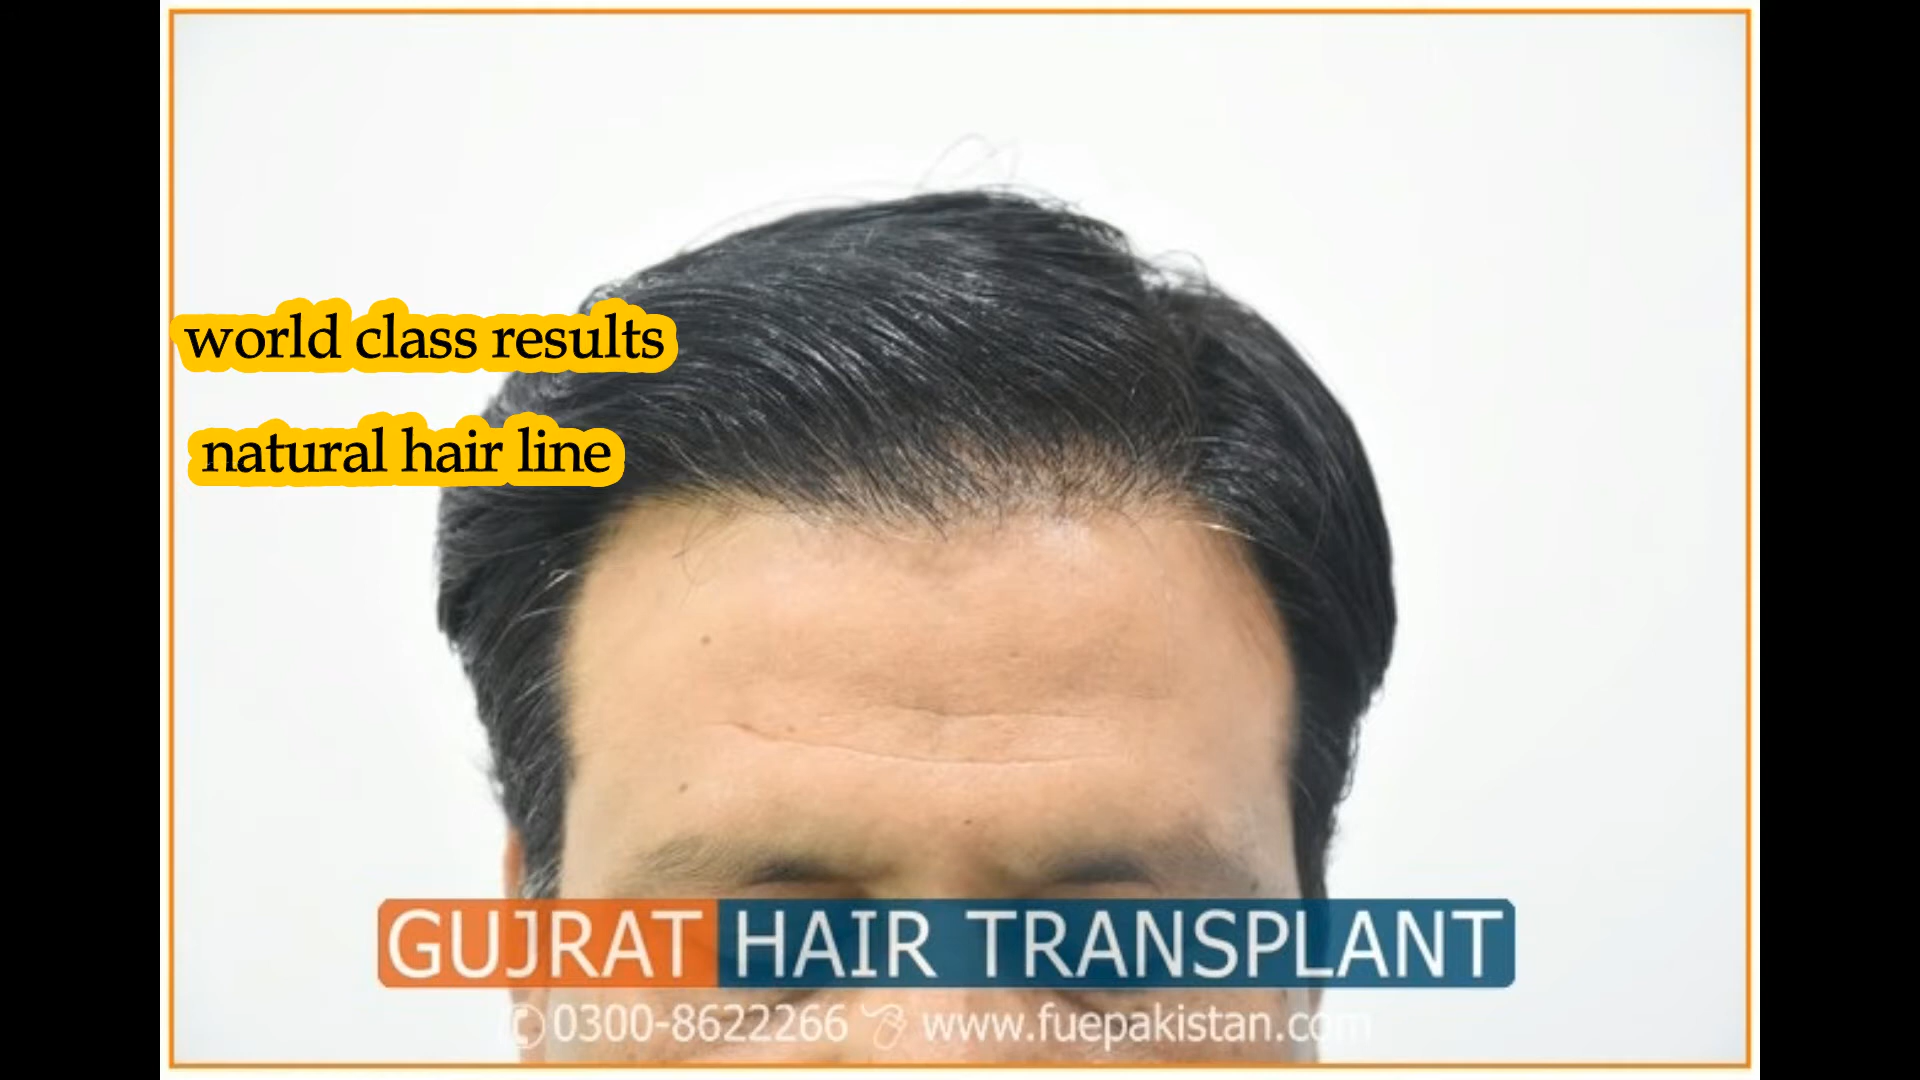 world class results
natural hair line
GUJRAT HAIR TRANSPLANT
0300-8622266 www.fuepakistan.com